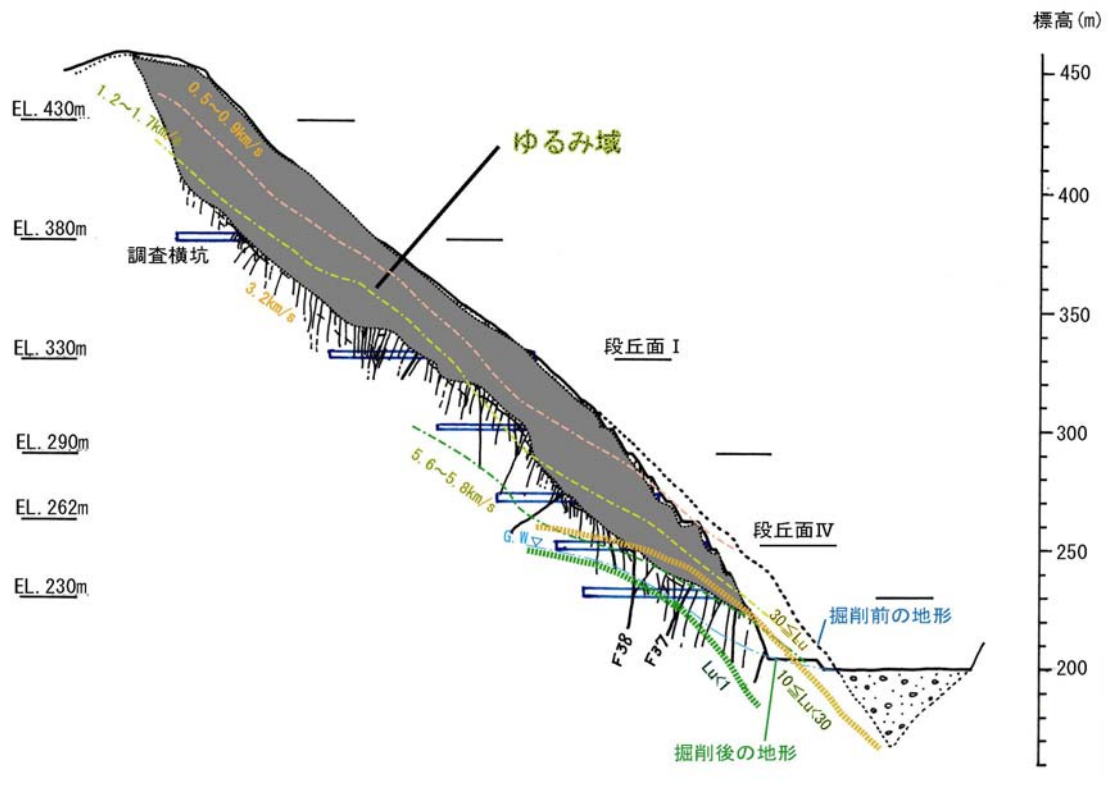 標高(m)
450
400
350
300
250
200
EL.430m
EL.380m
EL.330m
EL.290m
EL.262m
EL.230m
1.2～1.7km/s
0.5～0.9km/s
ゆるみ域
調査横坑
3.2km/s
段丘面Ⅰ
5.6～5.8km/s
段丘面Ⅳ
G.W
F38
F37
Lu<1
30≦Lu
10≦Lu<30
掘削前の地形
掘削後の地形